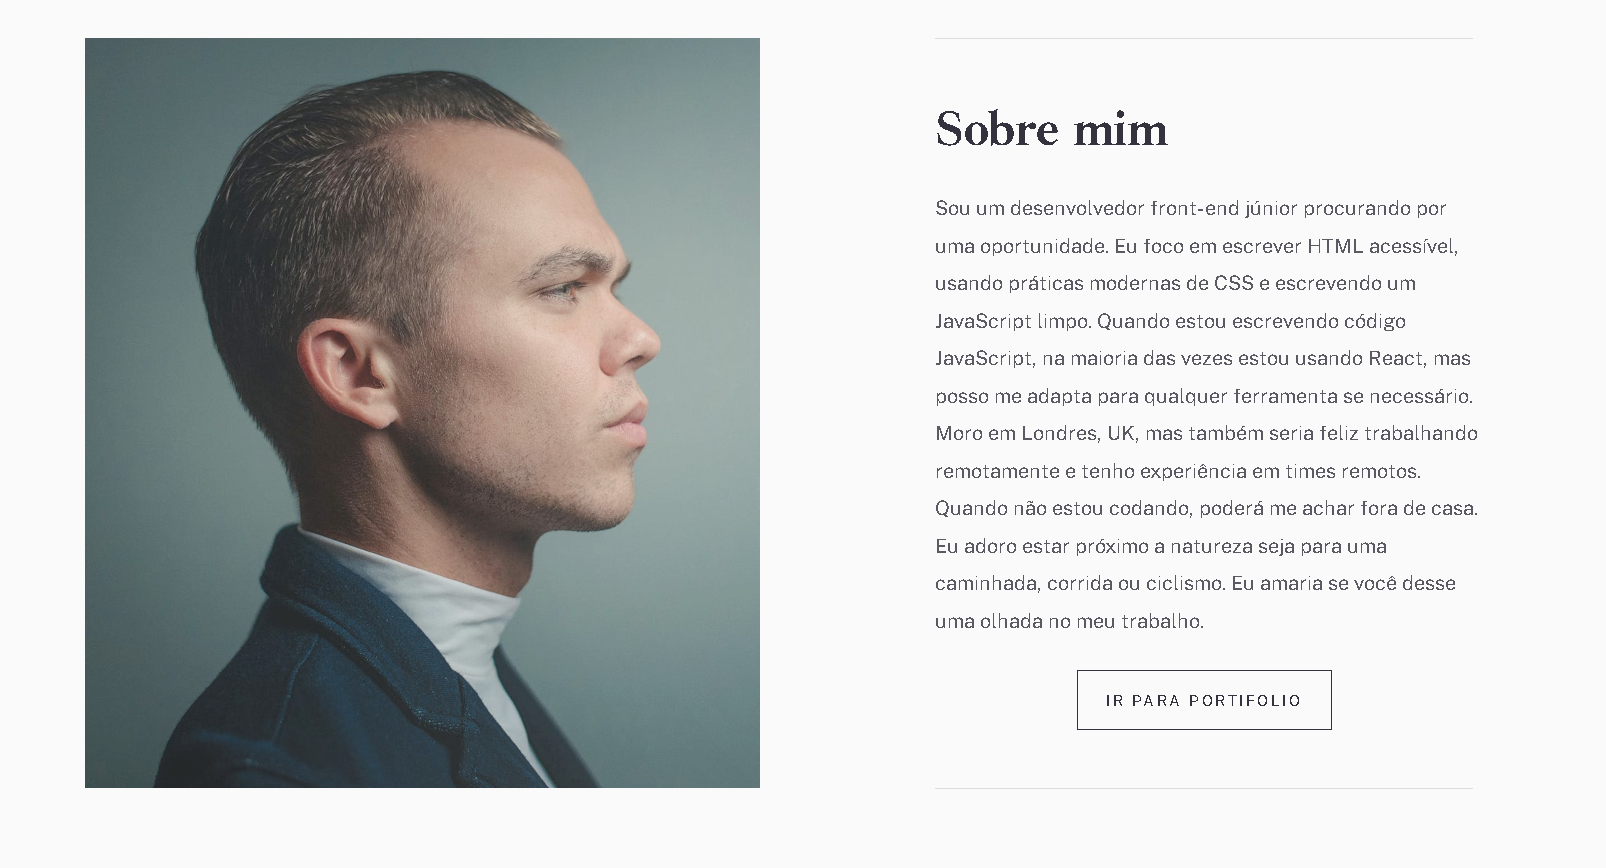 Sobre mim
Sou um desenvolvedor front-end júnior procurando por
uma oportunidade. Eu foco em escrever HTML acessível,
usando práticas modernas de CSS e escrevendo um
JavaScript limpo. Quando estou escrevendo código
JavaScript, na maioria das vezes estou usando React, mas
posso me adapta para qualquer ferramenta se necessário.
Moro em Londres, UK, mas também seria feliz trabalhando
remotamente e tenho experiência em times remotos.
Quando não estou codando, poderá me achar fora de casa.
Eu adoro estar próximo a natureza seja para uma
caminhada, corrida ou ciclismo. Eu amaria se você desse
uma olhada no meu trabalho.
IR PARA PORTIFOLIO